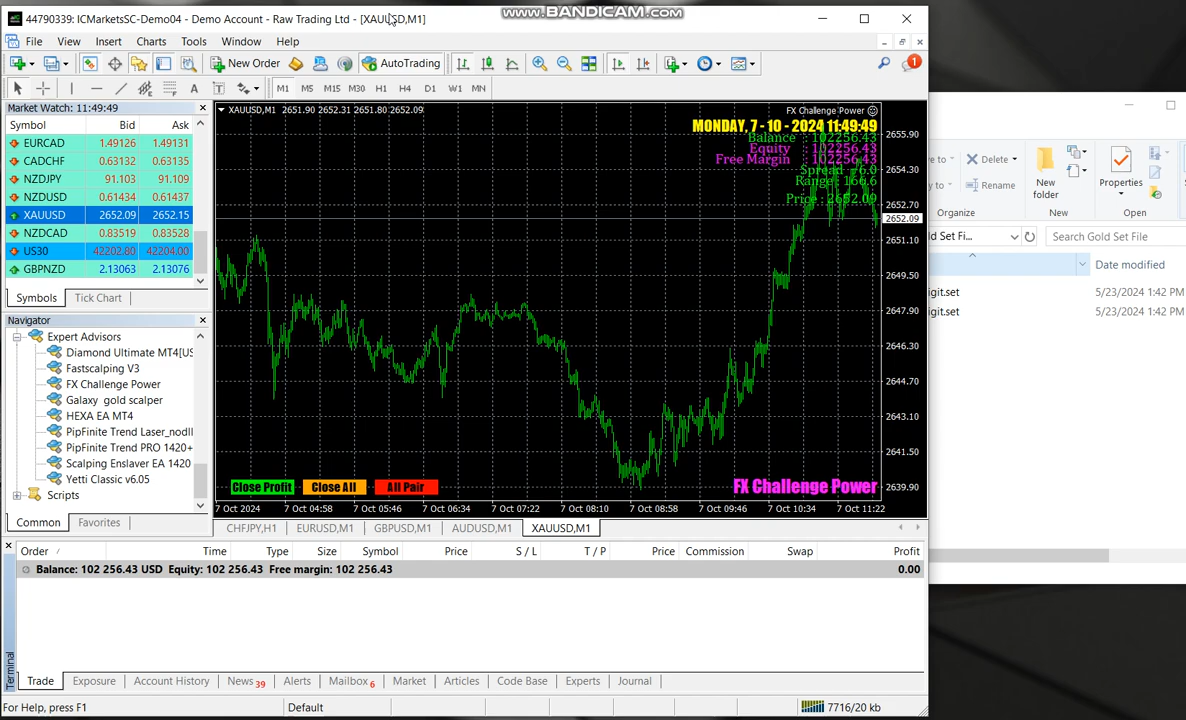 44790339: ICMarketsSC-Demo04 - Demo Account - Raw Trading Ltd - [XAUUSD,M1]
www.BANDICAM.com
File View Insert Charts Tools Window Help
New Order AutoTrading 1
A T M1 M5 M15 M30 H1 H4 D1 W1 MN
Market Watch: 11:49:49
Symbol Bid Ask
EURCAD 1.49126 1.49131
CADCHF 0.63132 0.63135
NZDJPY 91.103 91.109
NZDUSD 0.61434 0.61437
XAUUSD 2652.09 2652.15
NZDCAD 0.83519 0.83528
US30 42202.80 42204.00
GBPNZD 2.13063 2.13076
Symbols Tick Chart
Navigator
Expert Advisors
Diamond Ultimate MT4[US
Fastscalping V3
FX Challenge Power
Galaxy gold scalper
HEXA EA MT4
PipFinite Trend Laser_nodll
PipFinite Trend PRO 1420+
Scalping Enslaver EA 1420
Yetti Classic v6.05
Scripts
Common Favorites
XAUUSD,M1 2651.90 2652.31 2651.80 2652.09
FX Challenge Power
MONDAY, 7 - 10 - 2024 11:49:49
Balance : 102256.43
Equity : 102256.43
Free Margin : 102256.43
Spread : 6.0
Range : 166.6
Price : 2652.09
2655.90
2654.30
2652.70
2652.09
2651.10
2649.50
2647.90
2646.30
2644.70
2643.10
2641.50
2639.90
Close Profit Close All All Pair FX Challenge Power
7 Oct 2024 7 Oct 04:58 7 Oct 05:46 7 Oct 06:34 7 Oct 07:22 7 Oct 08:10 7 Oct 08:58 7 Oct 09:46 7 Oct 10:34 7 Oct 11:22
CHFJPY,H1 EURUSD,M1 GBPUSD,M1 AUDUSD,M1 XAUUSD,M1
Order / Time Type Size Symbol Price S / L T / P Price Commission Swap Profit
Balance: 102 256.43 USD Equity: 102 256.43 Free margin: 102 256.43 0.00
Terminal
Trade Exposure Account History News 39 Alerts Mailbox 6 Market Articles Code Base Experts Journal
For Help, press F1 Default 7716/20 kb
e to Delete
y to Rename
New folder
Properties
Organize New Open
ld Set Fi... Search Gold Set File
Date modified
igit.set 5/23/2024 1:42 PM
igit.set 5/23/2024 1:42 PM